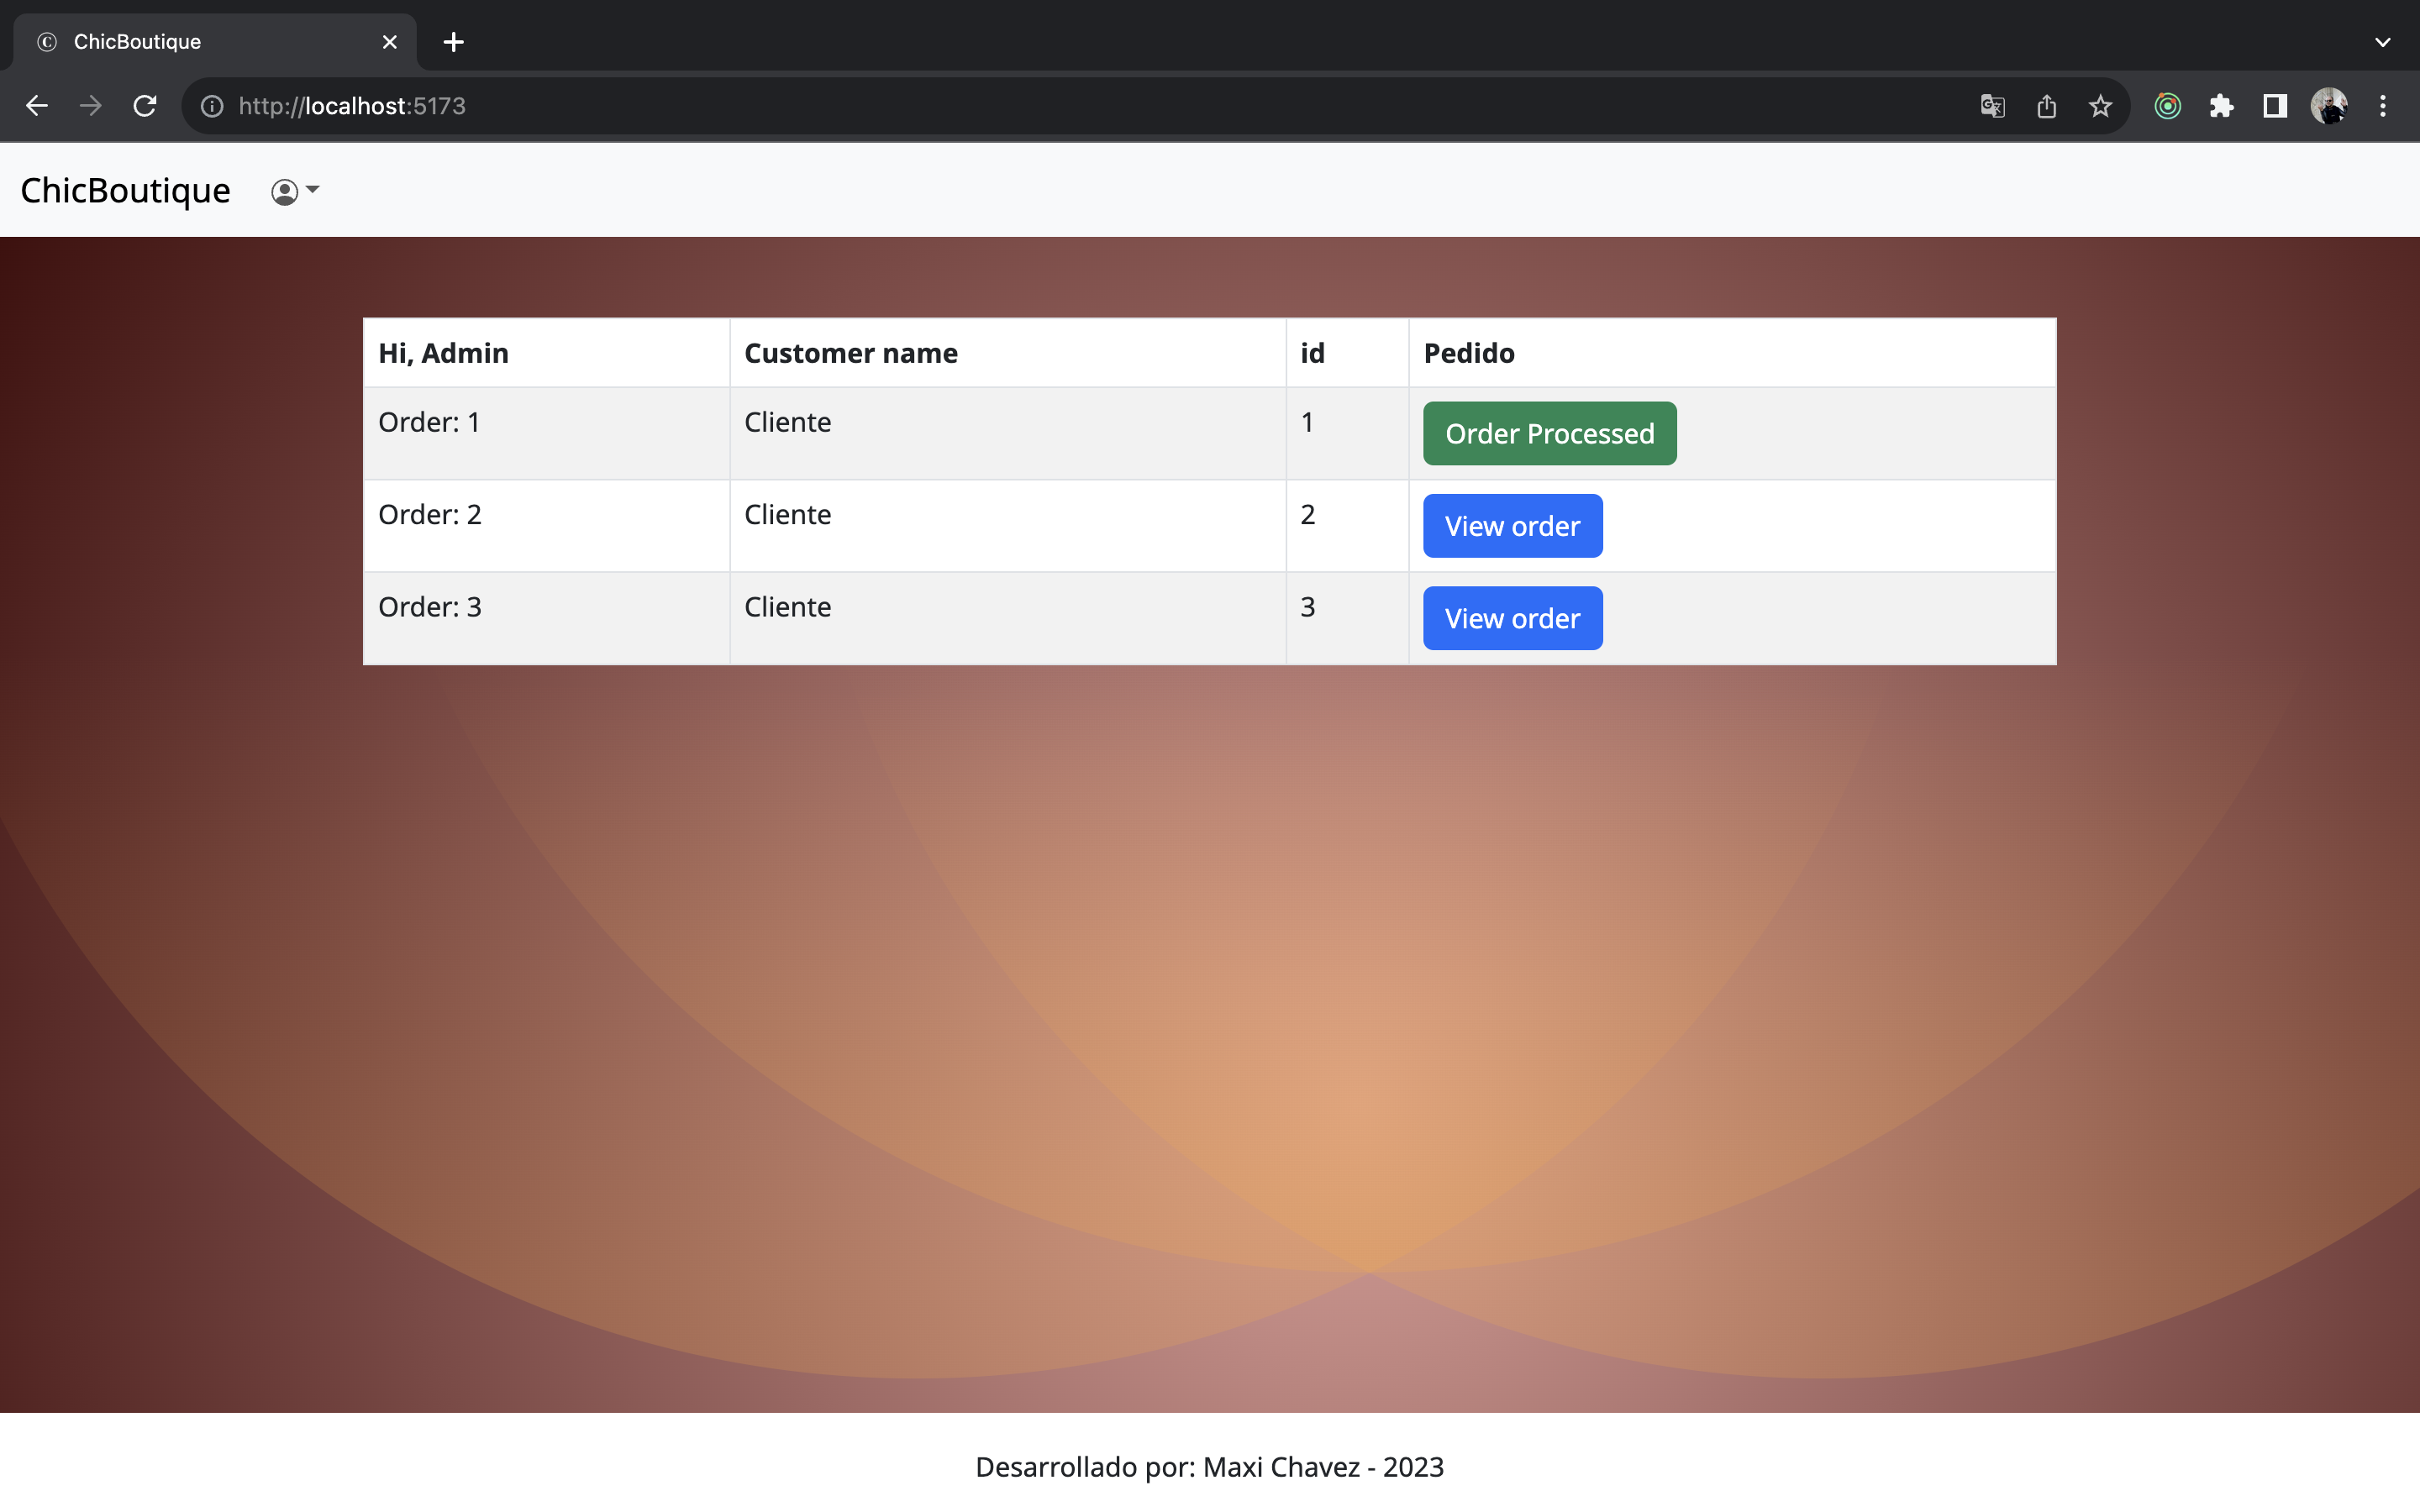 ChicBoutique
http://localhost:5173
ChicBoutique
Hi, Admin Customer name id Pedido
Order: 1 Cliente 1 Order Processed
Order: 2 Cliente 2 View order
Order: 3 Cliente 3 View order
Desarrollado por: Maxi Chavez - 2023